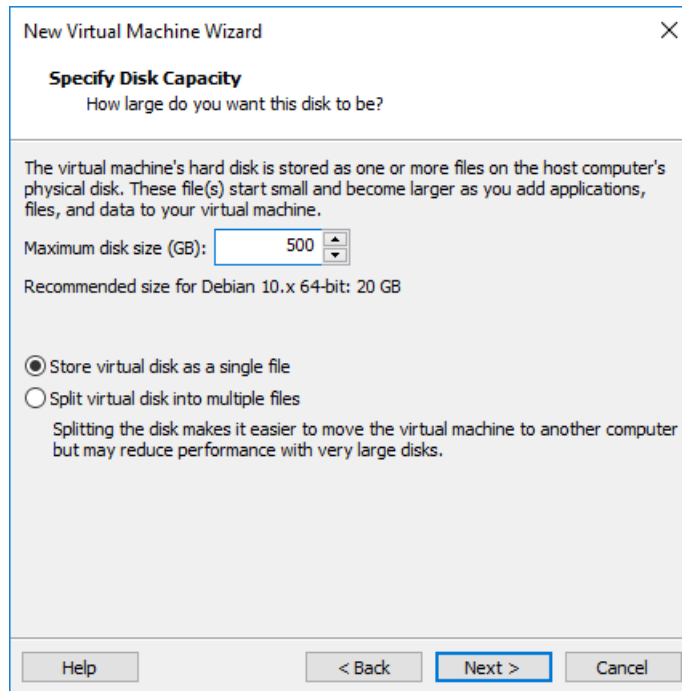 New Virtual Machine Wizard
Specify Disk Capacity
How large do you want this disk to be?
The virtual machine's hard disk is stored as one or more files on the host computer's
physical disk. These file(s) start small and become larger as you add applications,
files, and data to your virtual machine.
Maximum disk size (GB): 500
Recommended size for Debian 10.x 64-bit: 20 GB
Store virtual disk as a single file
Split virtual disk into multiple files
Splitting the disk makes it easier to move the virtual machine to another computer
but may reduce performance with very large disks.
Help < Back Next > Cancel